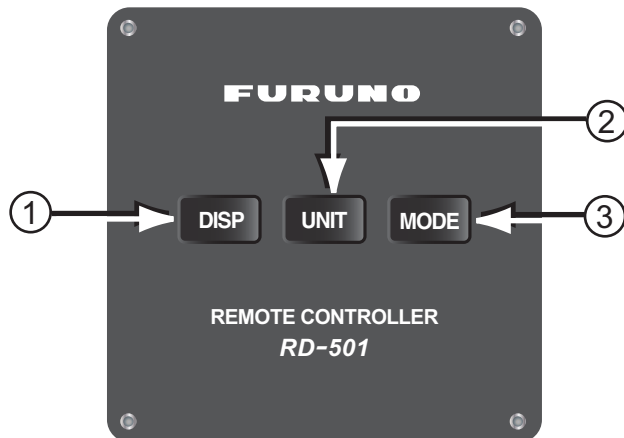 FURUNO
2
1
DISP UNIT MODE
3
REMOTE CONTROLLER
RD-501